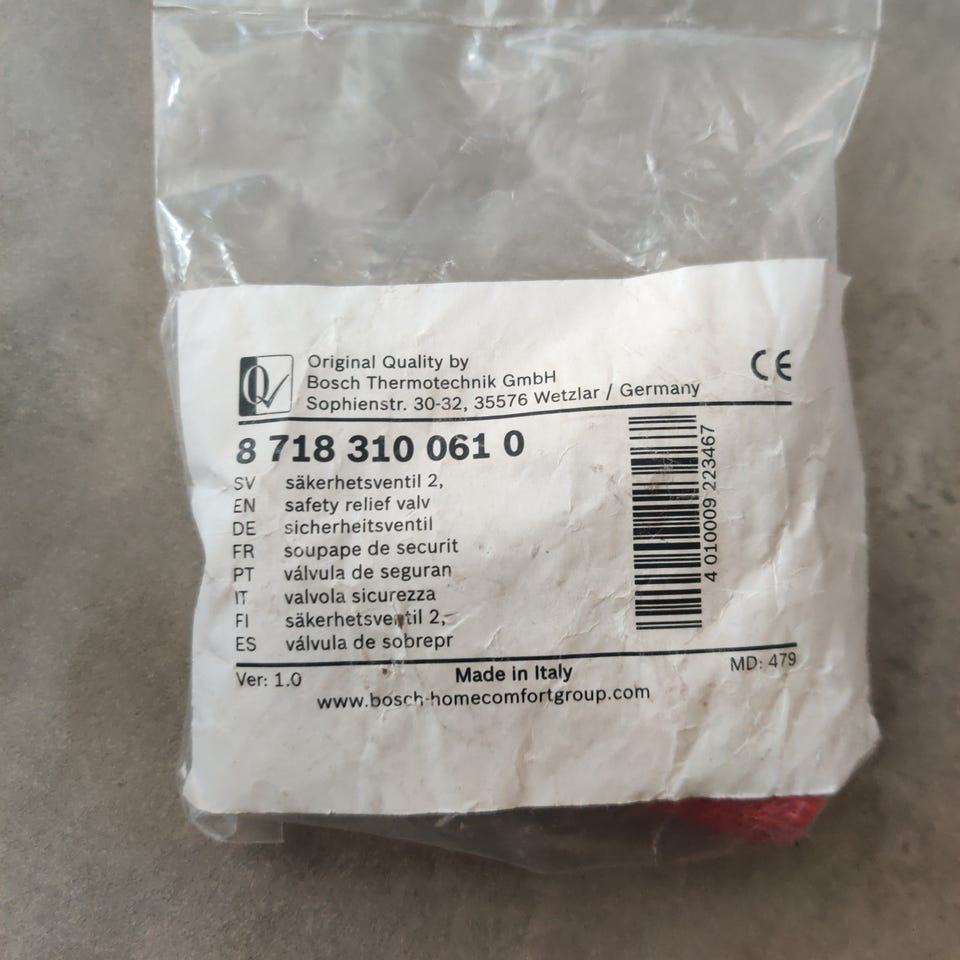 Q
Original Quality by
Bosch Thermotechnik GmbH
Sophienstr. 30-32, 35576 Wetzlar / Germany
CE
8 718 310 061 0
SV säkerhetsventil 2,
EN safety relief valv
DE sicherheitsventil
FR soupape de securit
PT válvula de seguran
IT valvola sicurezza
FI säkerhetsventil 2,
ES válvula de sobrepr
4 010009 223467
Ver: 1.0
Made in Italy
MD: 479
www.bosch-homecomfortgroup.com